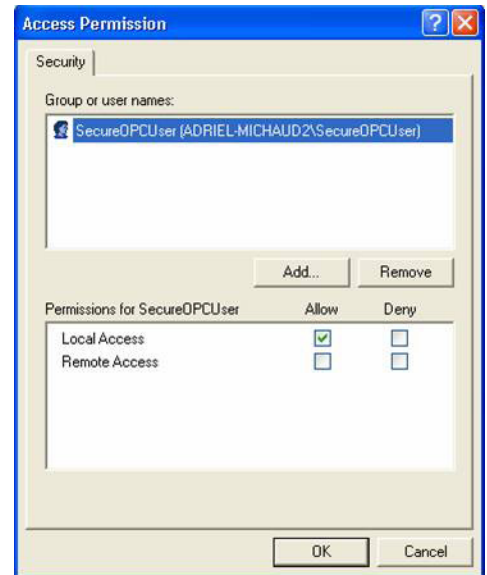 Access Permission
Security
Group or user names:
SecureOPCUser (ADRIEL-MICHAUD2\SecureOPCUser)
Add... Remove
Permissions for SecureOPCUser Allow Deny
Local Access
Remote Access
OK Cancel